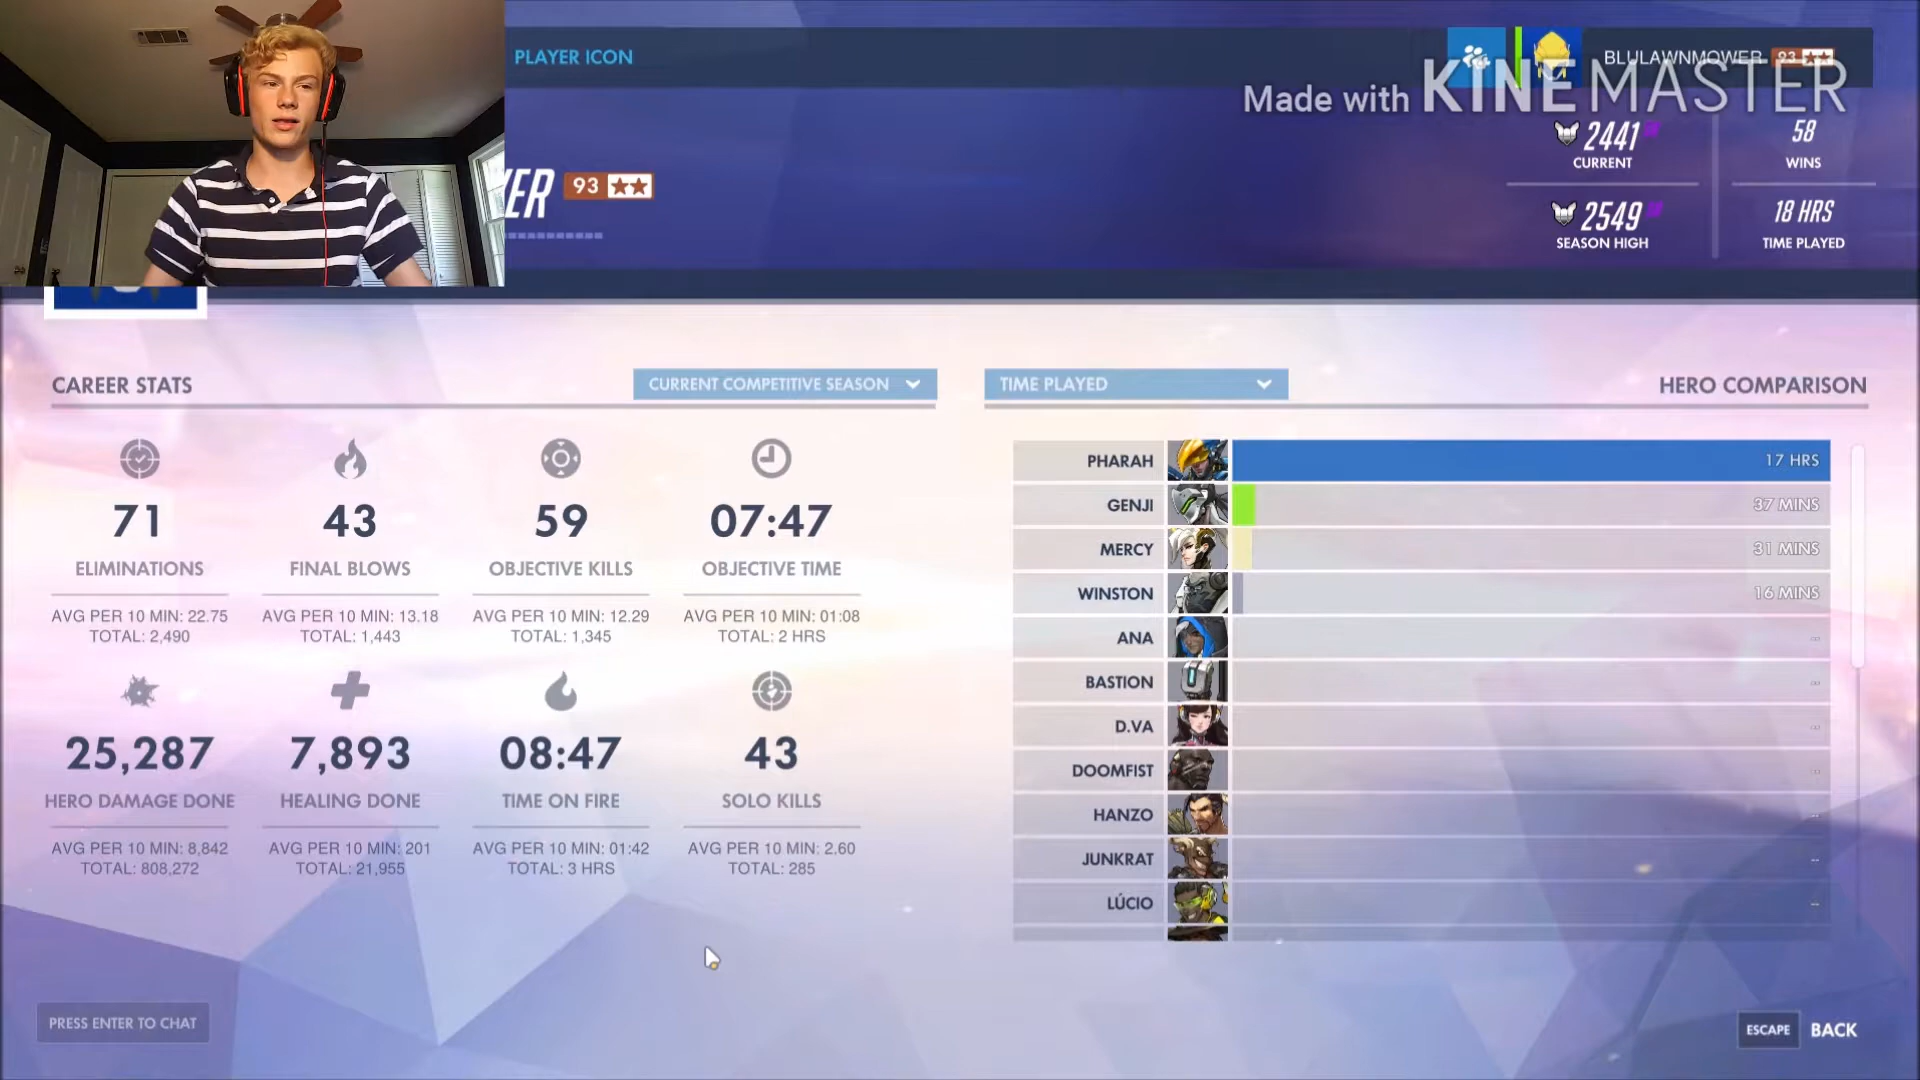 PLAYER ICON
BLULAWNMOWER 93
Made with KINEMASTER
ER 93
2441
CURRENT
58
WINS
2549
SEASON HIGH
18 HRS
TIME PLAYED
CAREER STATS
CURRENT COMPETITIVE SEASON
TIME PLAYED
HERO COMPARISON
71
ELIMINATIONS
AVG PER 10 MIN: 22.75
TOTAL: 2,490
43
FINAL BLOWS
AVG PER 10 MIN: 13.18
TOTAL: 1,443
59
OBJECTIVE KILLS
AVG PER 10 MIN: 12.29
TOTAL: 1,345
07:47
OBJECTIVE TIME
AVG PER 10 MIN: 01:08
TOTAL: 2 HRS
25,287
HERO DAMAGE DONE
AVG PER 10 MIN: 8,842
TOTAL: 808,272
7,893
HEALING DONE
AVG PER 10 MIN: 201
TOTAL: 21,955
08:47
TIME ON FIRE
AVG PER 10 MIN: 01:42
TOTAL: 3 HRS
43
SOLO KILLS
AVG PER 10 MIN: 2.60
TOTAL: 285
PHARAH 17 HRS
GENJI 37 MINS
MERCY 31 MINS
WINSTON 16 MINS
ANA --
BASTION --
D.VA --
DOOMFIST --
HANZO --
JUNKRAT --
LÚCIO --
PRESS ENTER TO CHAT
ESCAPE BACK